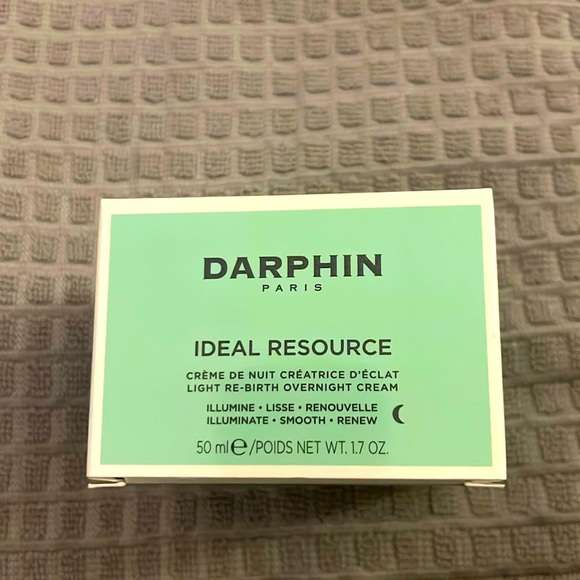 DARPHIN
PARIS
IDEAL RESOURCE
CRÈME DE NUIT CRÉATRICE D'ÉCLAT
LIGHT RE-BIRTH OVERNIGHT CREAM
ILLUMINE • LISSE • RENOUVELLE
ILLUMINATE • SMOOTH • RENEW
50 ml℮/POIDS NET WT. 1.7 OZ.